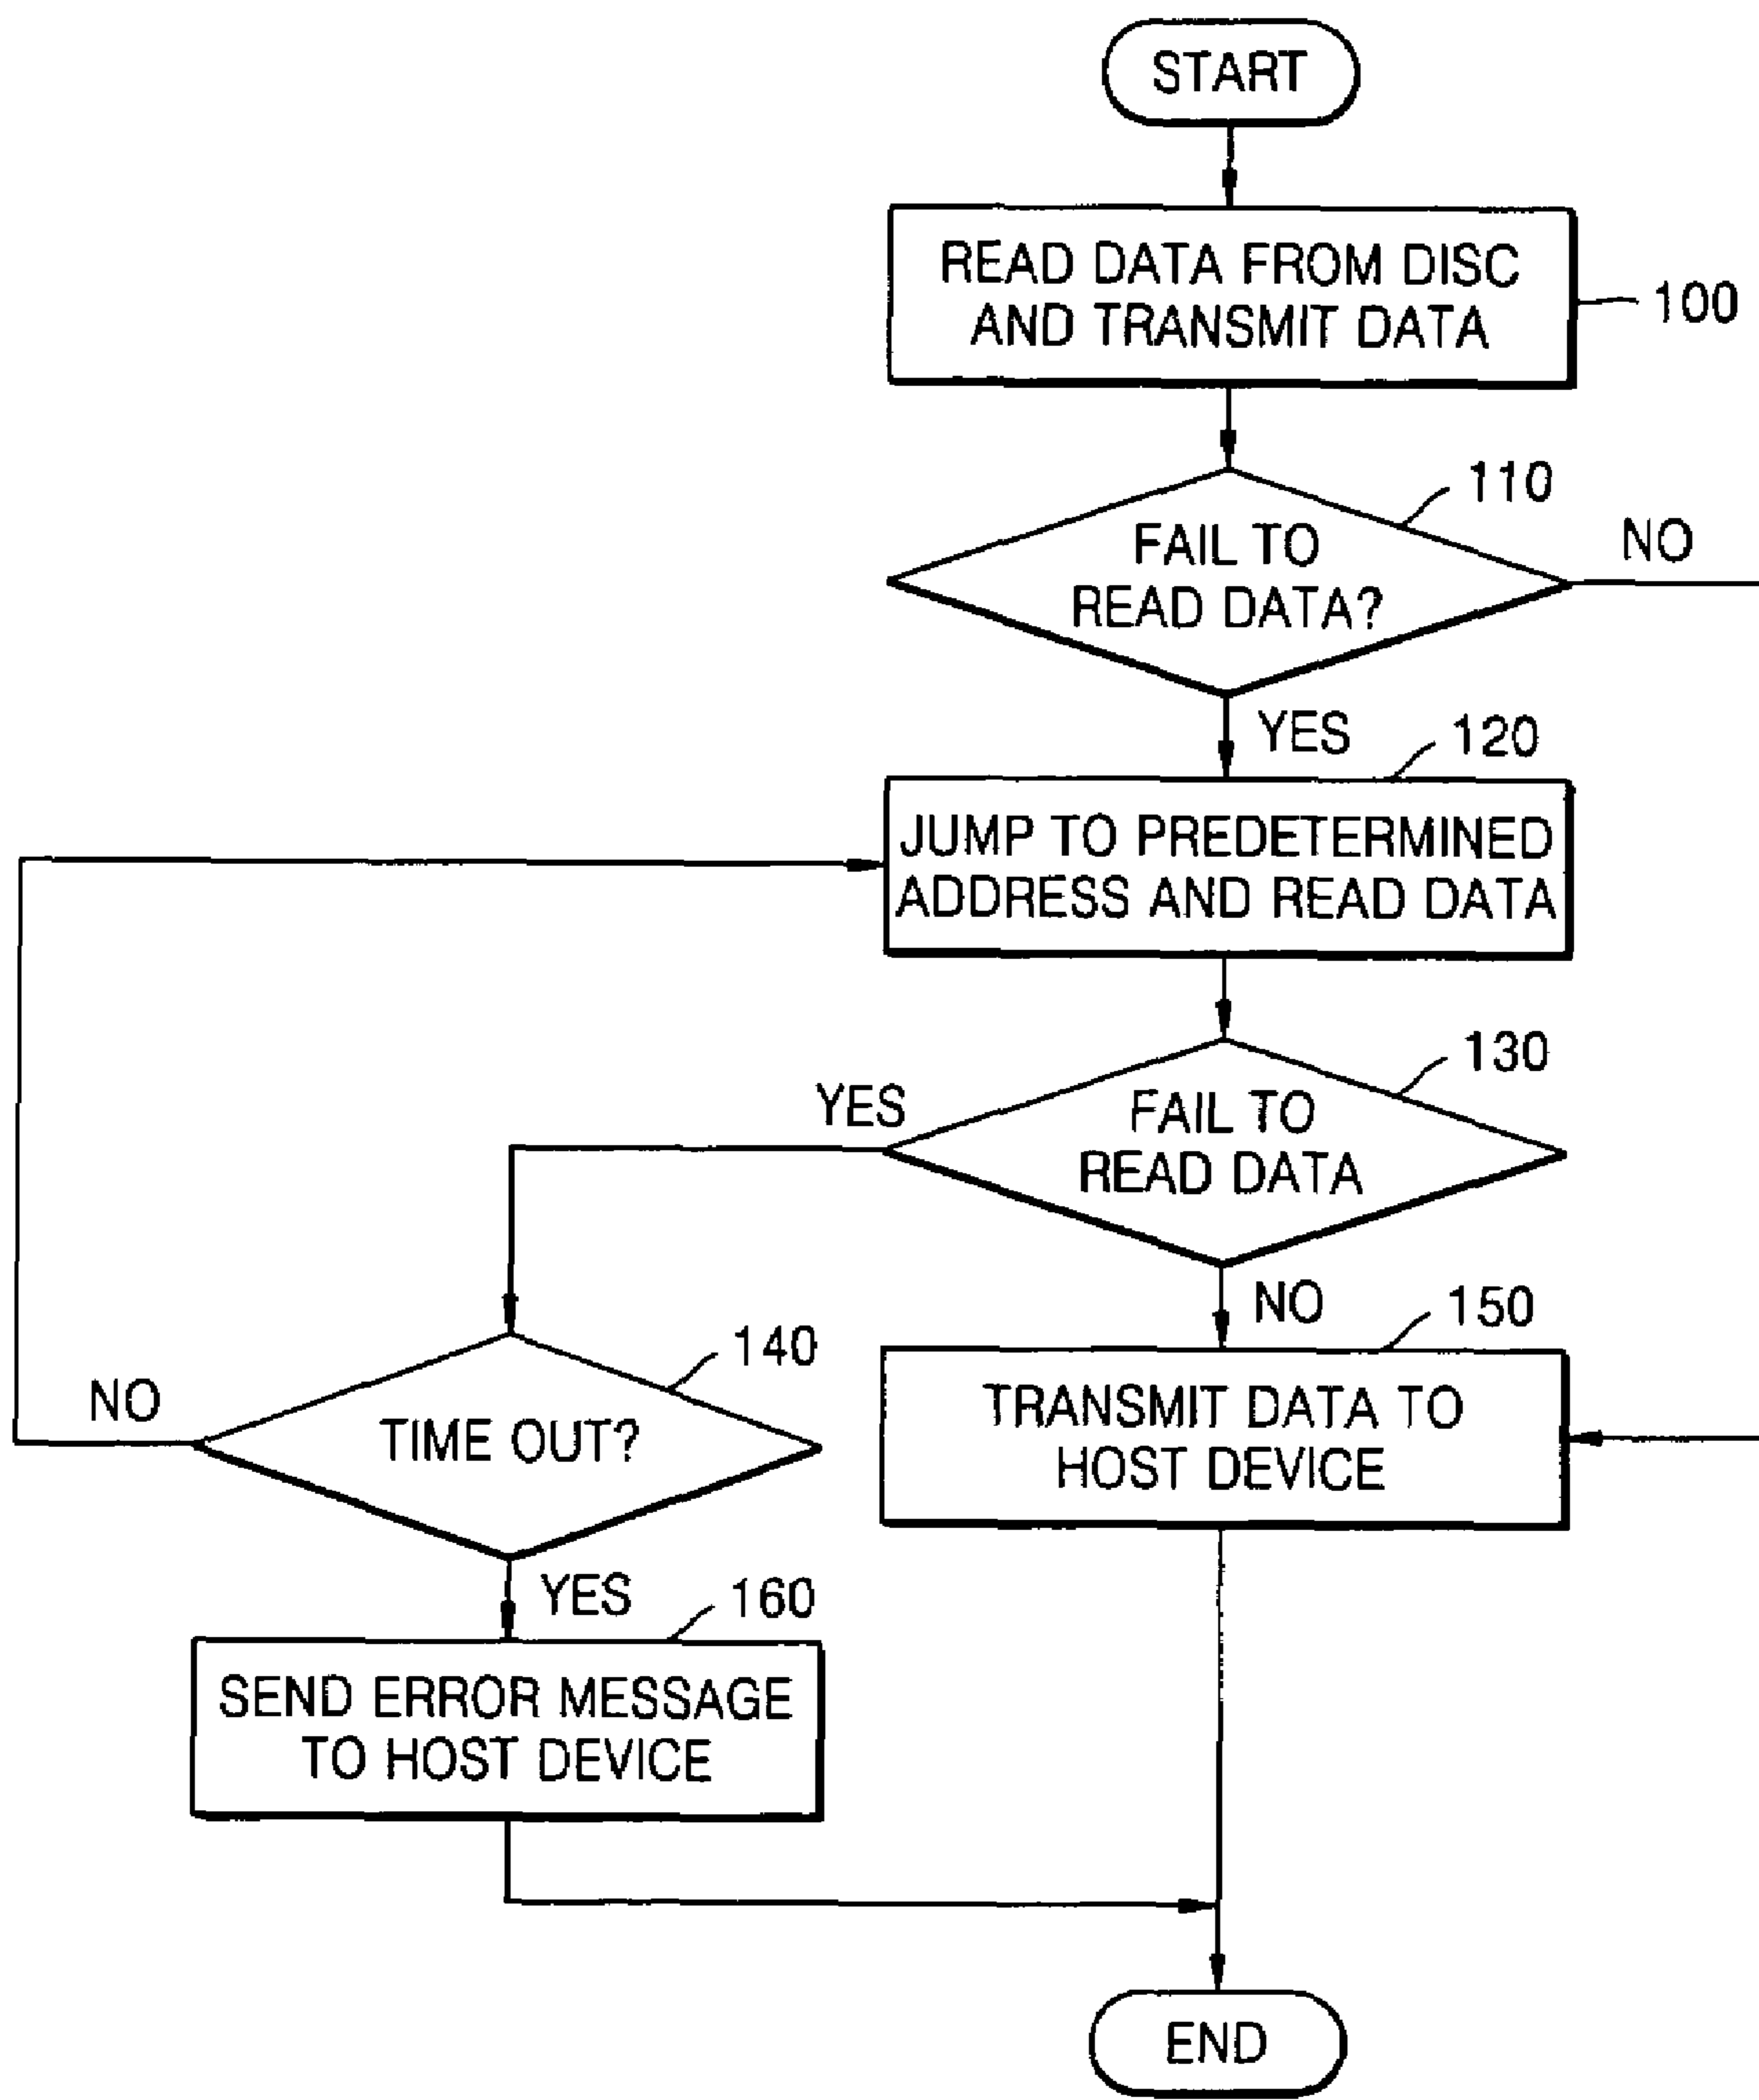 START
READ DATA FROM DISC
AND TRANSMIT DATA
100
110
FAIL TO
READ DATA?
NO
YES
120
JUMP TO PREDETERMINED
ADDRESS AND READ DATA
130
YES
FAIL TO
READ DATA
NO
150
140
NO
TIME OUT?
TRANSMIT DATA TO
HOST DEVICE
YES
160
SEND ERROR MESSAGE
TO HOST DEVICE
END